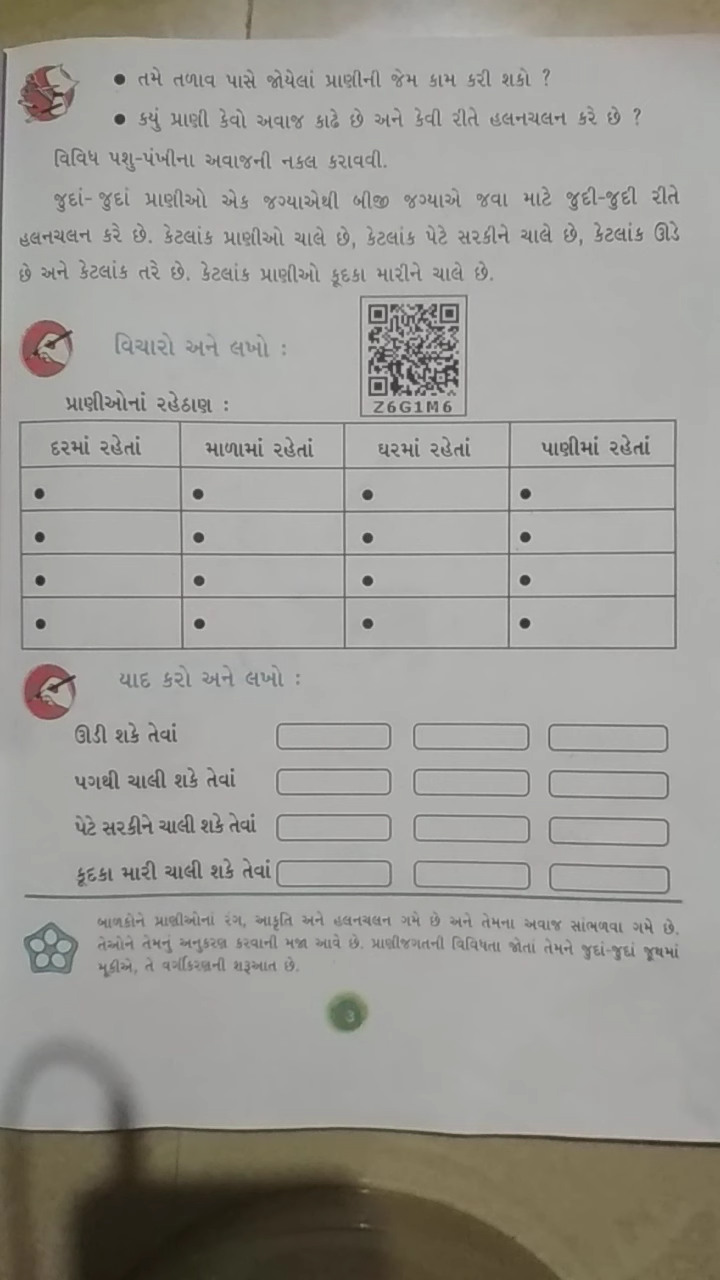 ● તમે તળાવ પાસે જોયેલાં પ્રાણીની જેમ કામ કરી શકો ?
● કયું પ્રાણી કેવો અવાજ કાઢે છે અને કેવી રીતે હલનચલન કરે છે ?
વિવિધ પશુ-પંખીના અવાજની નકલ કરાવવી.
જુદાં-જુદાં પ્રાણીઓ એક જગ્યાએથી બીજી જગ્યાએ જવા માટે જુદી-જુદી રીતે
હલનચલન કરે છે. કેટલાંક પ્રાણીઓ ચાલે છે, કેટલાંક પેટે સરકીને ચાલે છે, કેટલાંક ઊડે
છે અને કેટલાંક તરે છે. કેટલાંક પ્રાણીઓ કૂદકા મારીને ચાલે છે.
વિચારો અને લખો :
Z6G1M6
પ્રાણીઓનાં રહેઠાણ :
દરમાં રહેતાં માળામાં રહેતાં ઘરમાં રહેતાં પાણીમાં રહેતાં
● ● ● ●
● ● ● ●
● ● ● ●
● ● ● ●
યાદ કરો અને લખો :
ઊડી શકે તેવાં
પગથી ચાલી શકે તેવાં
પેટે સરકીને ચાલી શકે તેવાં
કૂદકા મારી ચાલી શકે તેવાં
બાળકોને પ્રાણીઓનાં રંગ, આકૃતિ અને હલનચલન ગમે છે અને તેમના અવાજ સાંભળવા ગમે છે.
તેઓને તેમનું અનુકરણ કરવાની મજા આવે છે. પ્રાણીજગતની વિવિધતા જોતાં તેમને જુદાં-જુદાં જૂથમાં
મૂકીએ, તે વર્ગીકરણની શરૂઆત છે.
3